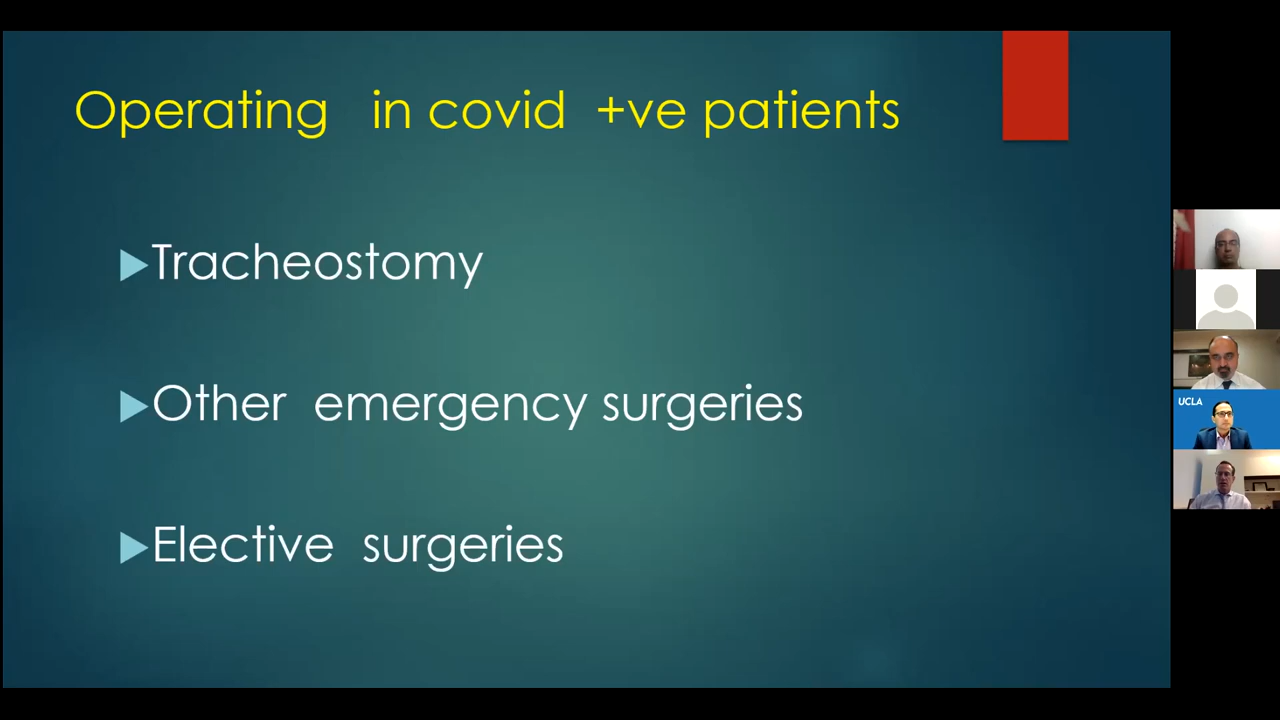 Operating in covid +ve patients
Tracheostomy
Other emergency surgeries
Elective surgeries
UCLA